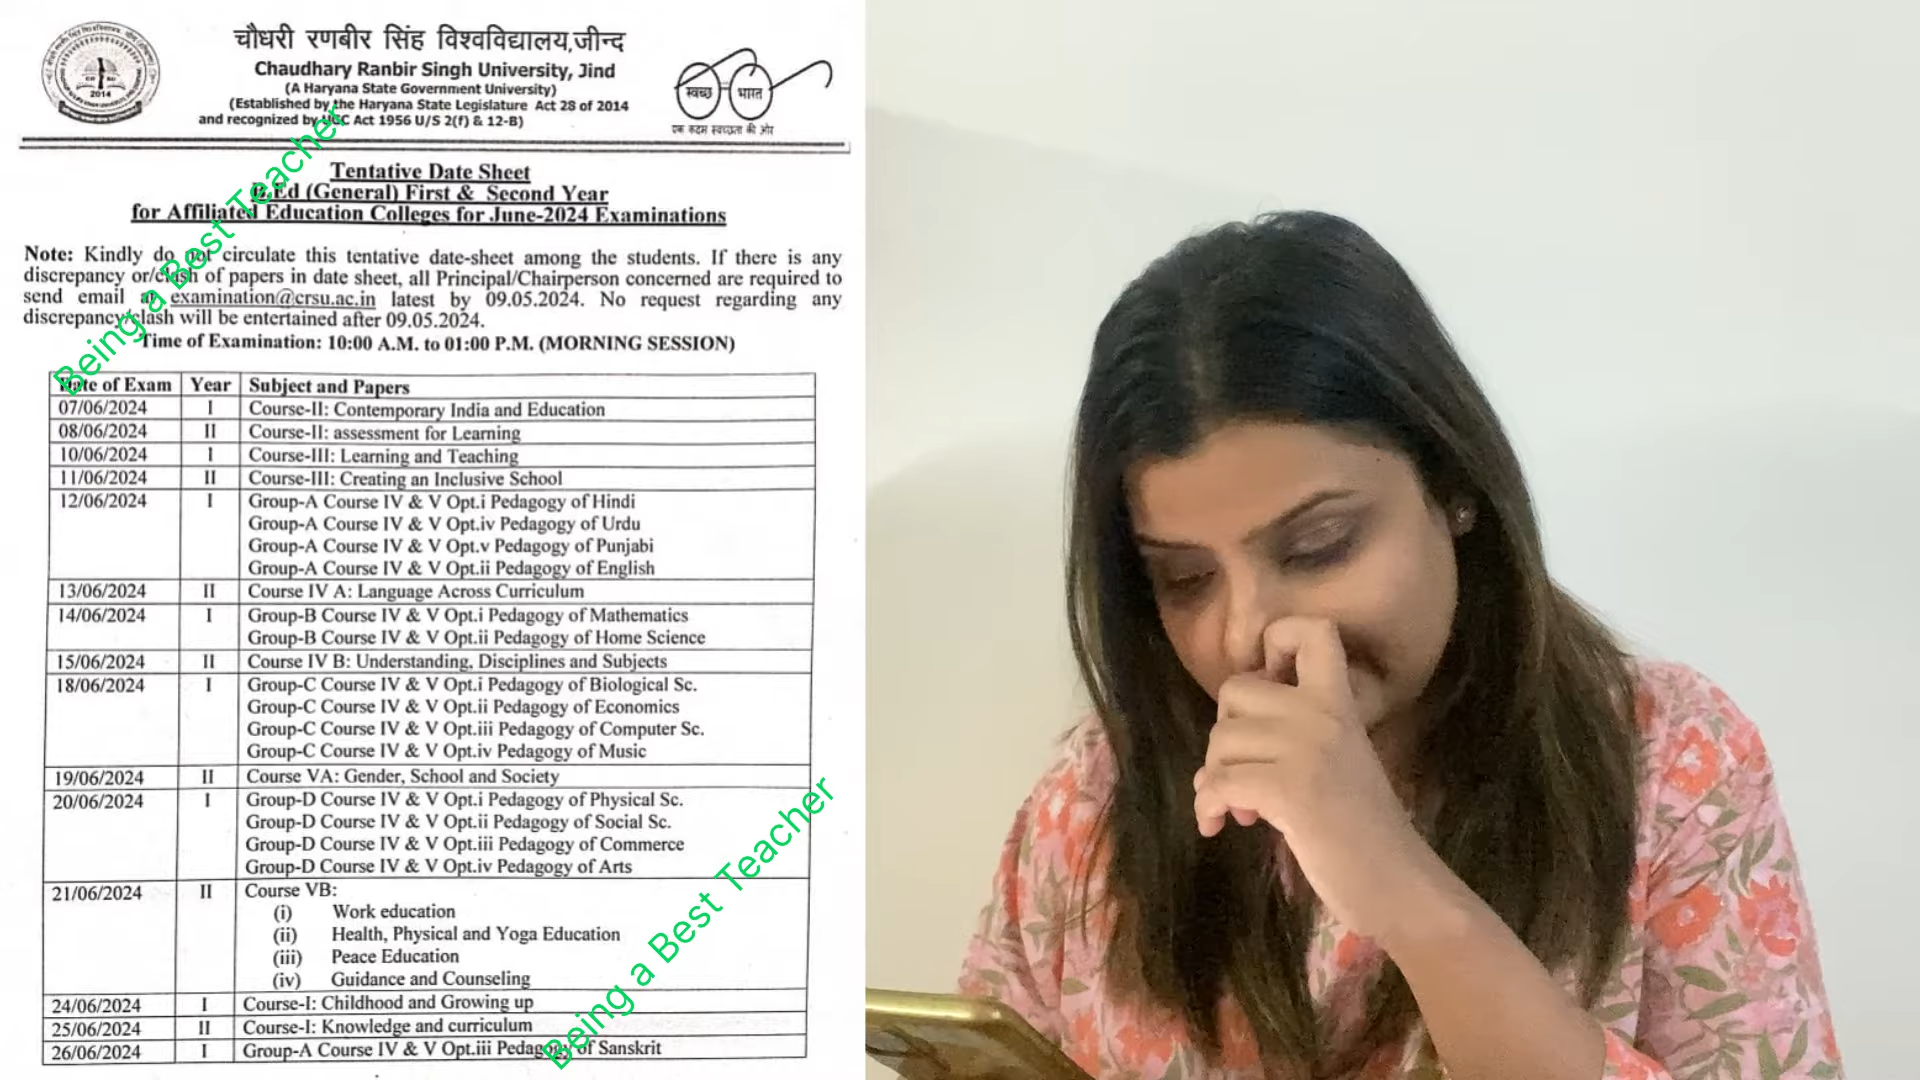 चौधरी रणबीर सिंह विश्वविद्यालय,जीन्द
Chaudhary Ranbir Singh University, Jind
(A Haryana State Government University)
(Established by the Haryana State Legislature Act 28 of 2014
and recognized by UGC Act 1956 U/S 2(f) & 12-B)
2014
स्वच्छ भारत
एक कदम स्वच्छता की ओर
Tentative Date Sheet
B.Ed (General) First & Second Year
for Affiliated Education Colleges for June-2024 Examinations
Note: Kindly do not circulate this tentative date-sheet among the students. If there is any
discrepancy or/clash of papers in date sheet, all Principal/Chairperson concerned are required to
send email at examination@crsu.ac.in latest by 09.05.2024. No request regarding any
discrepancy/clash will be entertained after 09.05.2024.
Time of Examination: 10:00 A.M. to 01:00 P.M. (MORNING SESSION)
Date of Exam Year Subject and Papers
07/06/2024 I Course-II: Contemporary India and Education
08/06/2024 II Course-II: assessment for Learning
10/06/2024 I Course-III: Learning and Teaching
11/06/2024 II Course-III: Creating an Inclusive School
12/06/2024 I Group-A Course IV & V Opt.i Pedagogy of Hindi
Group-A Course IV & V Opt.iv Pedagogy of Urdu
Group-A Course IV & V Opt.v Pedagogy of Punjabi
Group-A Course IV & V Opt.ii Pedagogy of English
13/06/2024 II Course IV A: Language Across Curriculum
14/06/2024 I Group-B Course IV & V Opt.i Pedagogy of Mathematics
Group-B Course IV & V Opt.ii Pedagogy of Home Science
15/06/2024 II Course IV B: Understanding, Disciplines and Subjects
18/06/2024 I Group-C Course IV & V Opt.i Pedagogy of Biological Sc.
Group-C Course IV & V Opt.ii Pedagogy of Economics
Group-C Course IV & V Opt.iii Pedagogy of Computer Sc.
Group-C Course IV & V Opt.iv Pedagogy of Music
19/06/2024 II Course VA: Gender, School and Society
20/06/2024 I Group-D Course IV & V Opt.i Pedagogy of Physical Sc.
Group-D Course IV & V Opt.ii Pedagogy of Social Sc.
Group-D Course IV & V Opt.iii Pedagogy of Commerce
Group-D Course IV & V Opt.iv Pedagogy of Arts
21/06/2024 II Course VB:
(i) Work education
(ii) Health, Physical and Yoga Education
(iii) Peace Education
(iv) Guidance and Counseling
24/06/2024 I Course-I: Childhood and Growing up
25/06/2024 II Course-I: Knowledge and curriculum
26/06/2024 I Group-A Course IV & V Opt.iii Pedagogy of Sanskrit
Being a Best Teacher
Being a Best Teacher